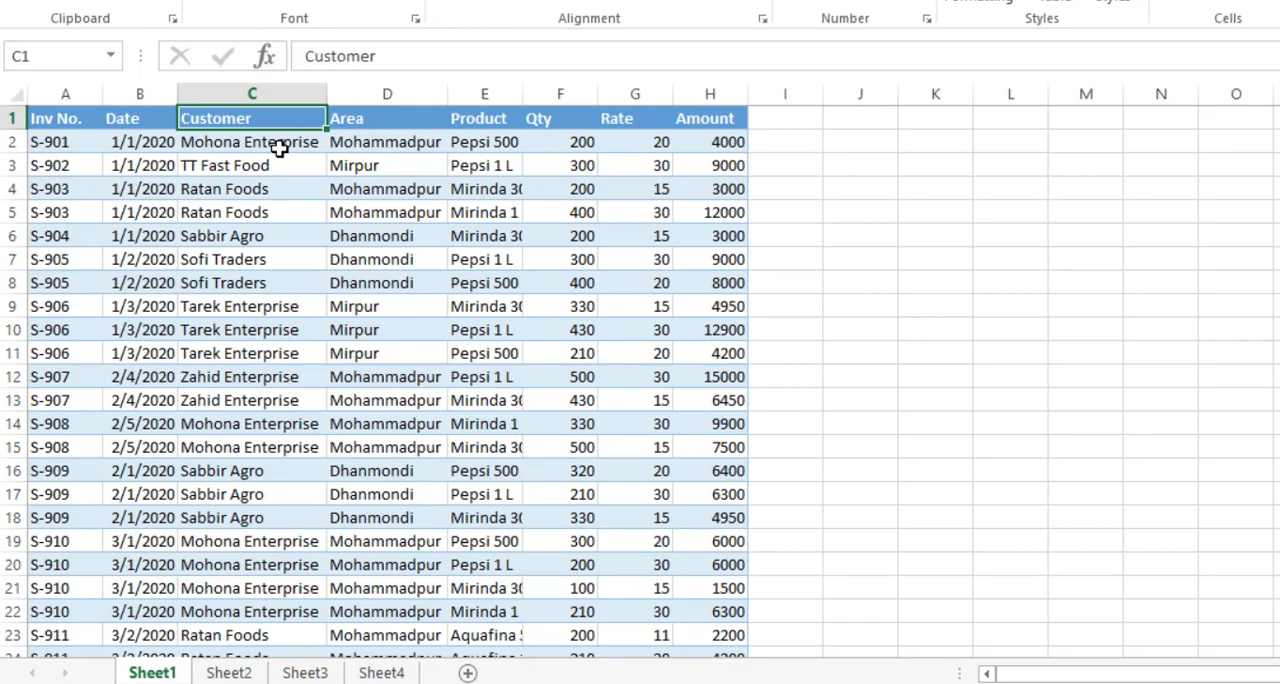 Clipboard Font Alignment Number Styles Cells
C1 fx Customer
A B C D E F G H I J K L M N O
1 Inv No. Date Customer Area Product Qty Rate Amount
2 S-901 1/1/2020 Mohona Enterprise Mohammadpur Pepsi 500 200 20 4000
3 S-902 1/1/2020 TT Fast Food Mirpur Pepsi 1 L 300 30 9000
4 S-903 1/1/2020 Ratan Foods Mohammadpur Mirinda 30 200 15 3000
5 S-903 1/1/2020 Ratan Foods Mohammadpur Mirinda 1 400 30 12000
6 S-904 1/1/2020 Sabbir Agro Dhanmondi Mirinda 30 200 15 3000
7 S-905 1/2/2020 Sofi Traders Dhanmondi Pepsi 1 L 300 30 9000
8 S-905 1/2/2020 Sofi Traders Dhanmondi Pepsi 500 400 20 8000
9 S-906 1/3/2020 Tarek Enterprise Mirpur Mirinda 30 330 15 4950
10 S-906 1/3/2020 Tarek Enterprise Mirpur Pepsi 1 L 430 30 12900
11 S-906 1/3/2020 Tarek Enterprise Mirpur Pepsi 500 210 20 4200
12 S-907 2/4/2020 Zahid Enterprise Mohammadpur Pepsi 1 L 500 30 15000
13 S-907 2/4/2020 Zahid Enterprise Mohammadpur Mirinda 30 430 15 6450
14 S-908 2/5/2020 Mohona Enterprise Mohammadpur Mirinda 1 330 30 9900
15 S-908 2/5/2020 Mohona Enterprise Mohammadpur Mirinda 30 500 15 7500
16 S-909 2/1/2020 Sabbir Agro Dhanmondi Pepsi 500 320 20 6400
17 S-909 2/1/2020 Sabbir Agro Dhanmondi Pepsi 1 L 210 30 6300
18 S-909 2/1/2020 Sabbir Agro Dhanmondi Mirinda 30 330 15 4950
19 S-910 3/1/2020 Mohona Enterprise Mohammadpur Pepsi 500 300 20 6000
20 S-910 3/1/2020 Mohona Enterprise Mohammadpur Pepsi 1 L 200 30 6000
21 S-910 3/1/2020 Mohona Enterprise Mohammadpur Mirinda 30 100 15 1500
22 S-910 3/1/2020 Mohona Enterprise Mohammadpur Mirinda 1 210 30 6300
23 S-911 3/2/2020 Ratan Foods Mohammadpur Aquafina 200 11 2200
Sheet1 Sheet2 Sheet3 Sheet4